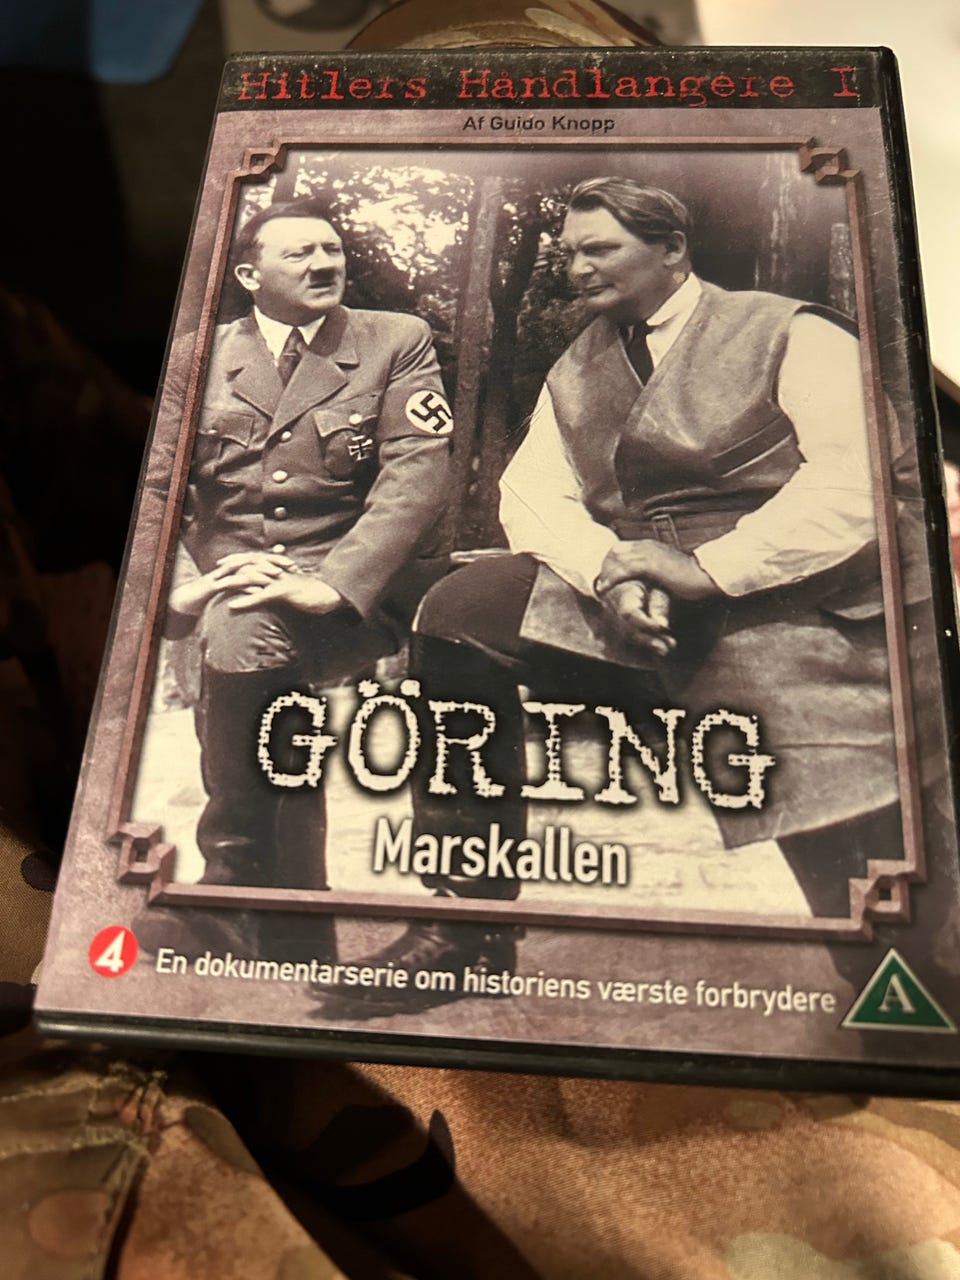 Hitlers Håndlangere I
Af Guido Knopp
GÖRING
Marskallen
4
En dokumentarserie om historiens værste forbrydere
A